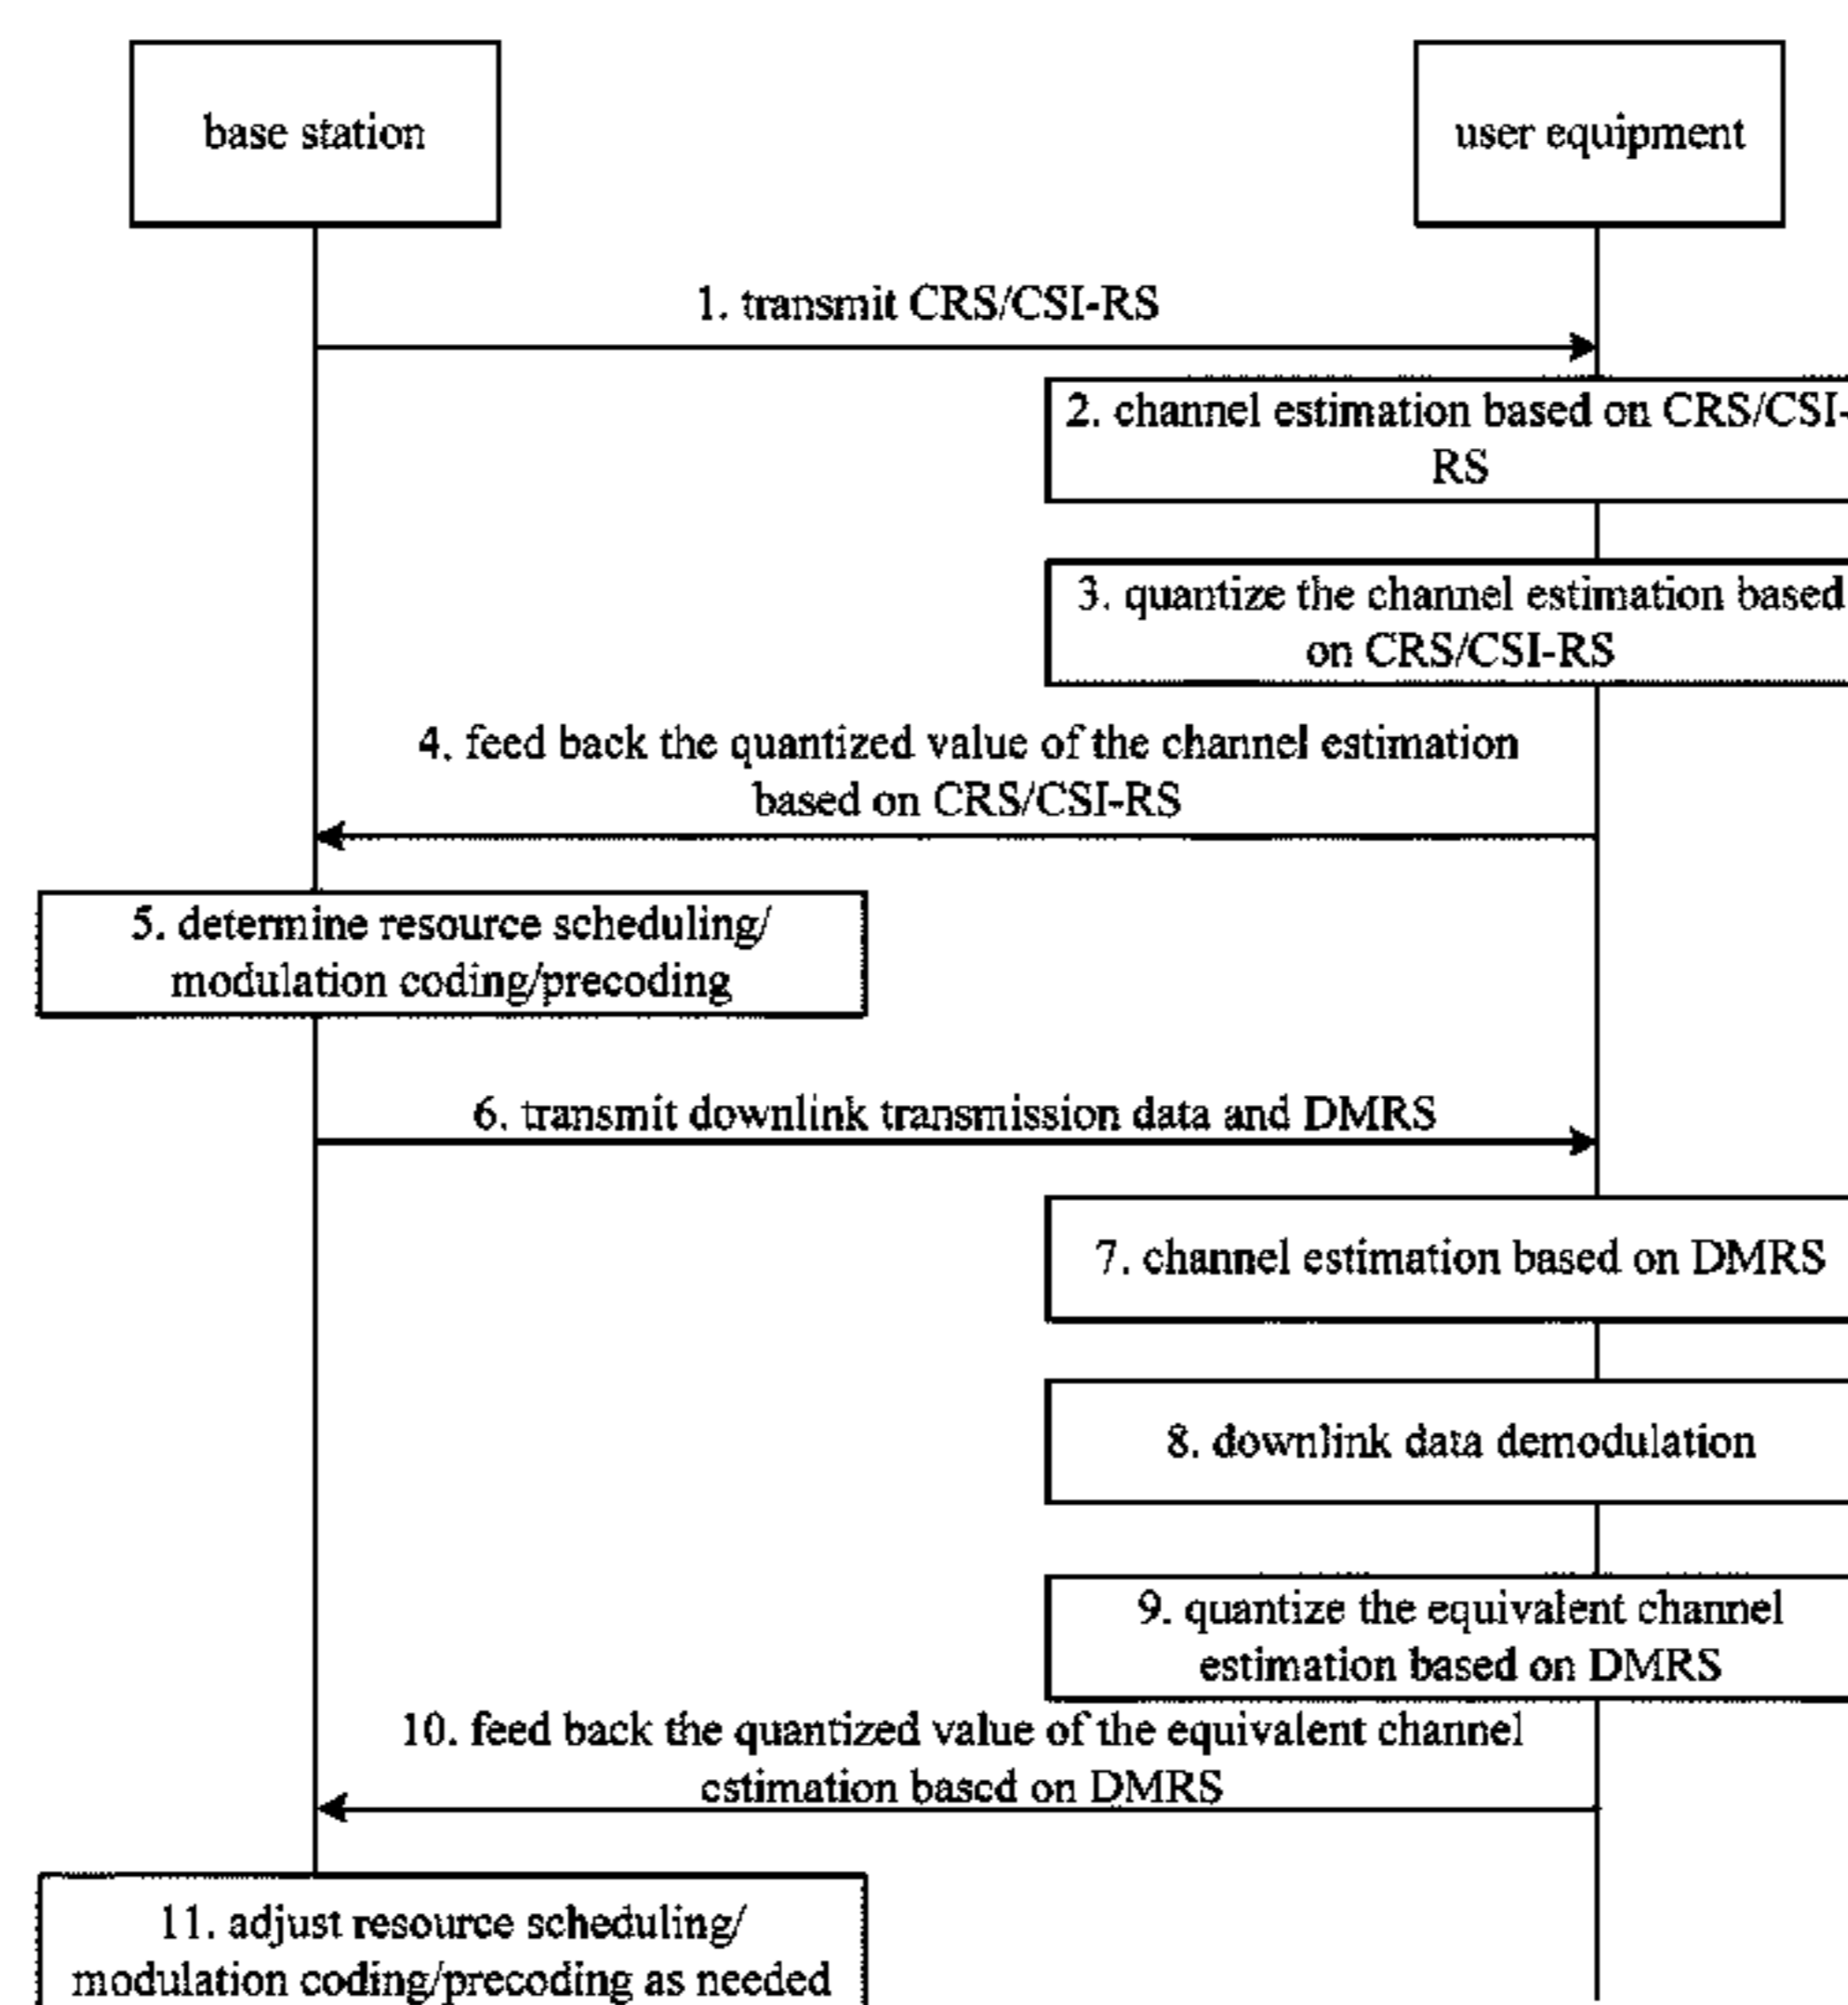 base station
user equipment
1. transmit CRS/CSI-RS
2. channel estimation based on CRS/CSI-
RS
3. quantize the channel estimation based
on CRS/CSI-RS
4. feed back the quantized value of the channel estimation
based on CRS/CSI-RS
5. determine resource scheduling/
modulation coding/precoding
6. transmit downlink transmission data and DMRS
7. channel estimation based on DMRS
8. downlink data demodulation
9. quantize the equivalent channel
estimation based on DMRS
10. feed back the quantized value of the equivalent channel
estimation based on DMRS
11. adjust resource scheduling/
modulation coding/precoding as needed